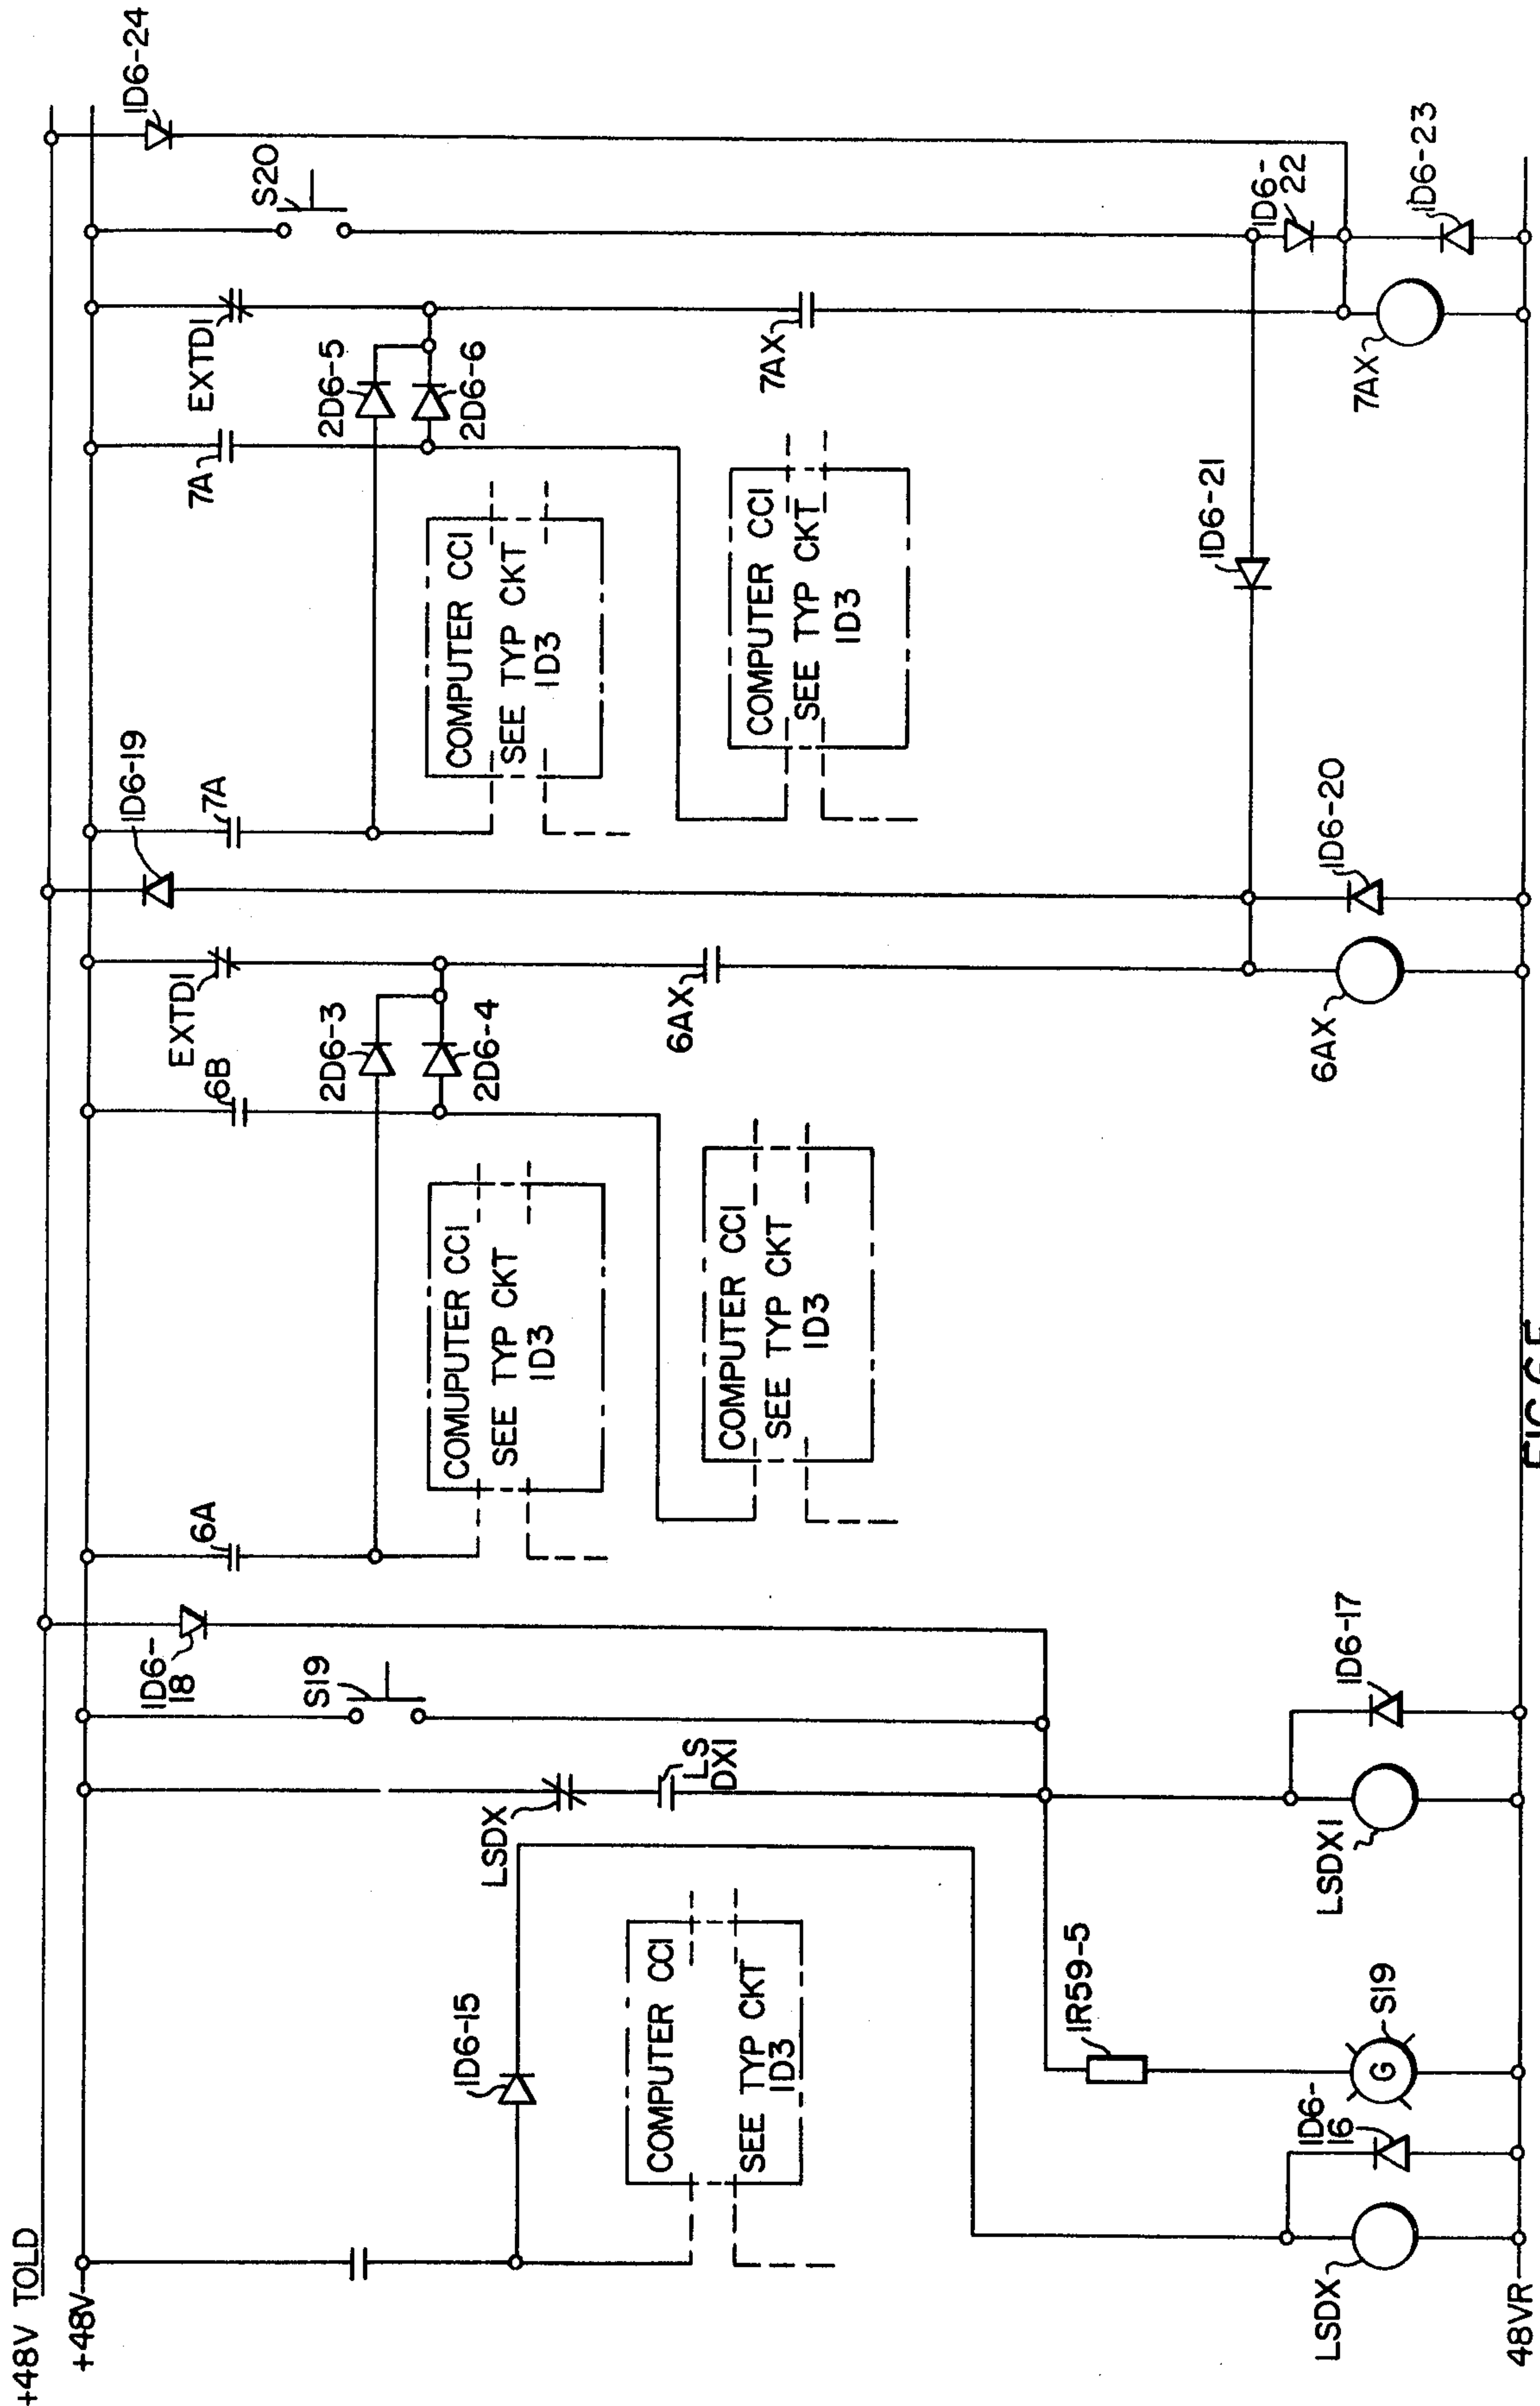 +48V TOLD
+48V
48VR
LSDX
1D6-
16
S19
G
1R59-5
1D6-15
COMPUTER CCI
SEE TYP CKT
1D3
LSDX
LS
DX1
LSDX1
1D6-17
S19
1D6-
18
6A
COMUPUTER CCI
SEE TYP CKT
1D3
COMPUTER CCI
SEE TYP CKT
1D3
6B
2D6-3
2D6-4
EXTD1
6AX
6AX
1D6-20
1D6-19
7A
COMPUTER CCI
SEE TYP CKT
1D3
COMPUTER CCI
SEE TYP CKT
1D3
1D6-21
7A
2D6-5
2D6-6
EXTD1
7AX
7AX
S20
1D6-
22
1D6-23
1D6-24